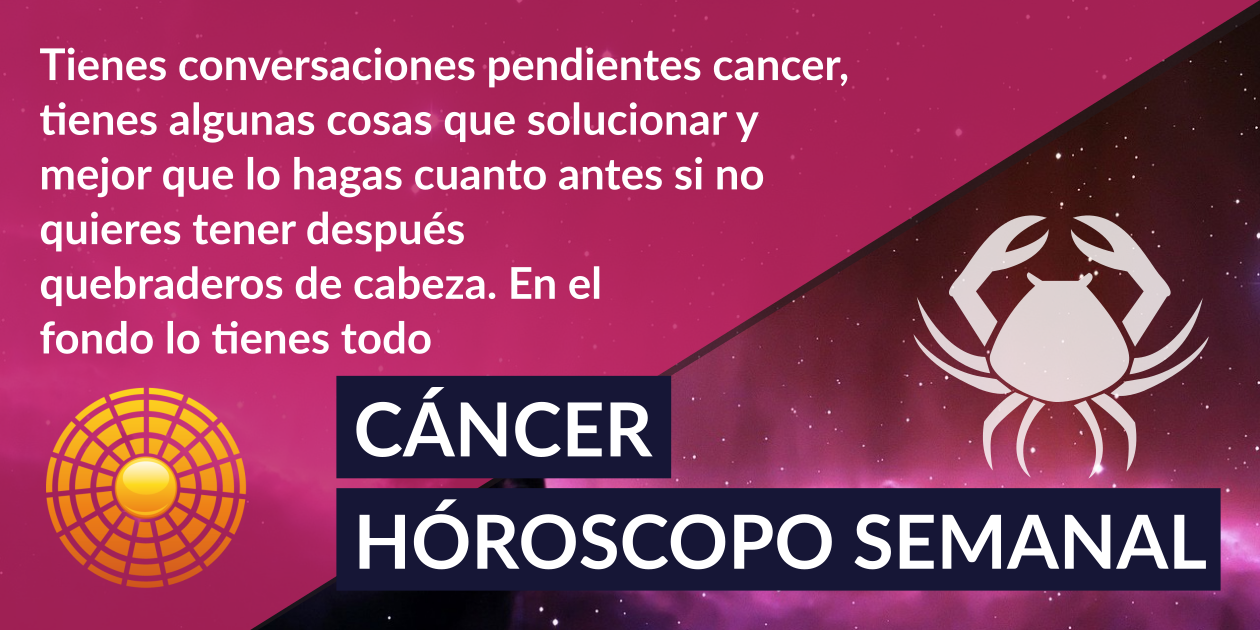 Tienes conversaciones pendientes cancer,
tienes algunas cosas que solucionar y
mejor que lo hagas cuanto antes si no
quieres tener después
quebraderos de cabeza. En el
fondo lo tienes todo
CÁNCER
HÓROSCOPO SEMANAL